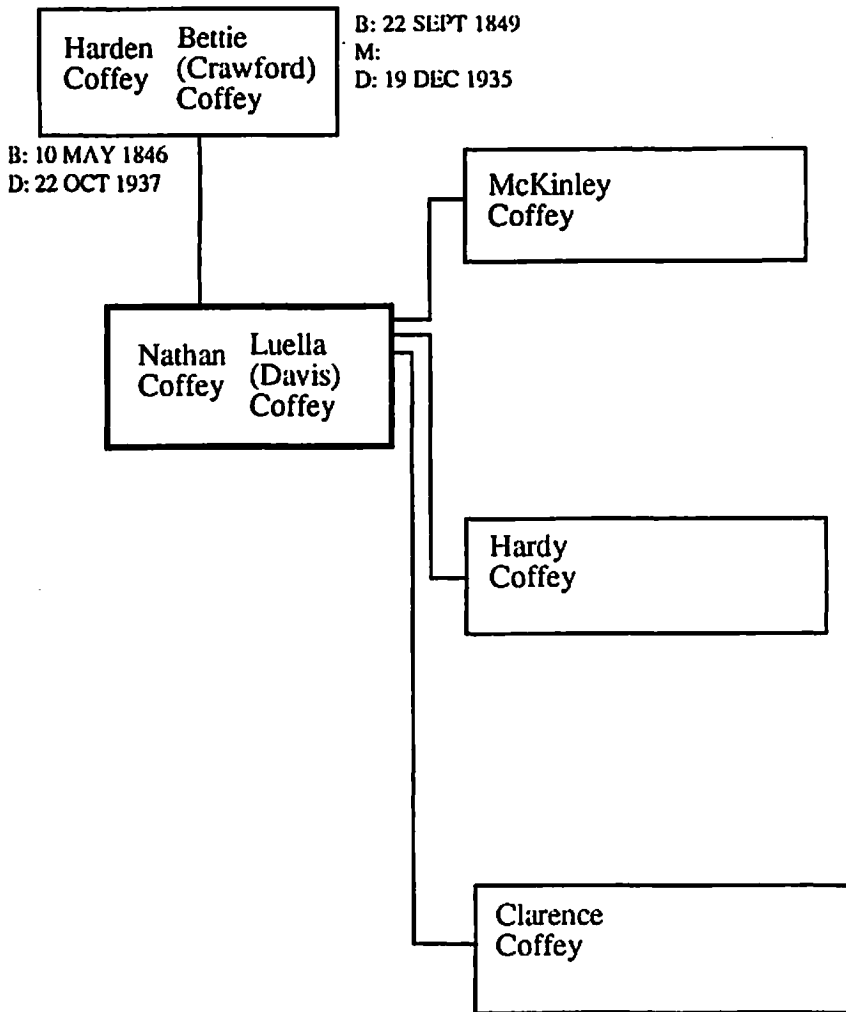 Harden
Coffey
Bettie
(Crawford)
Coffey
B: 22 SEPT 1849
M:
D: 19 DEC 1935
B: 10 MAY 1846
D: 22 OCT 1937
McKinley
Coffey
Nathan
Coffey
Luella
(Davis)
Coffey
Hardy
Coffey
Clarence
Coffey